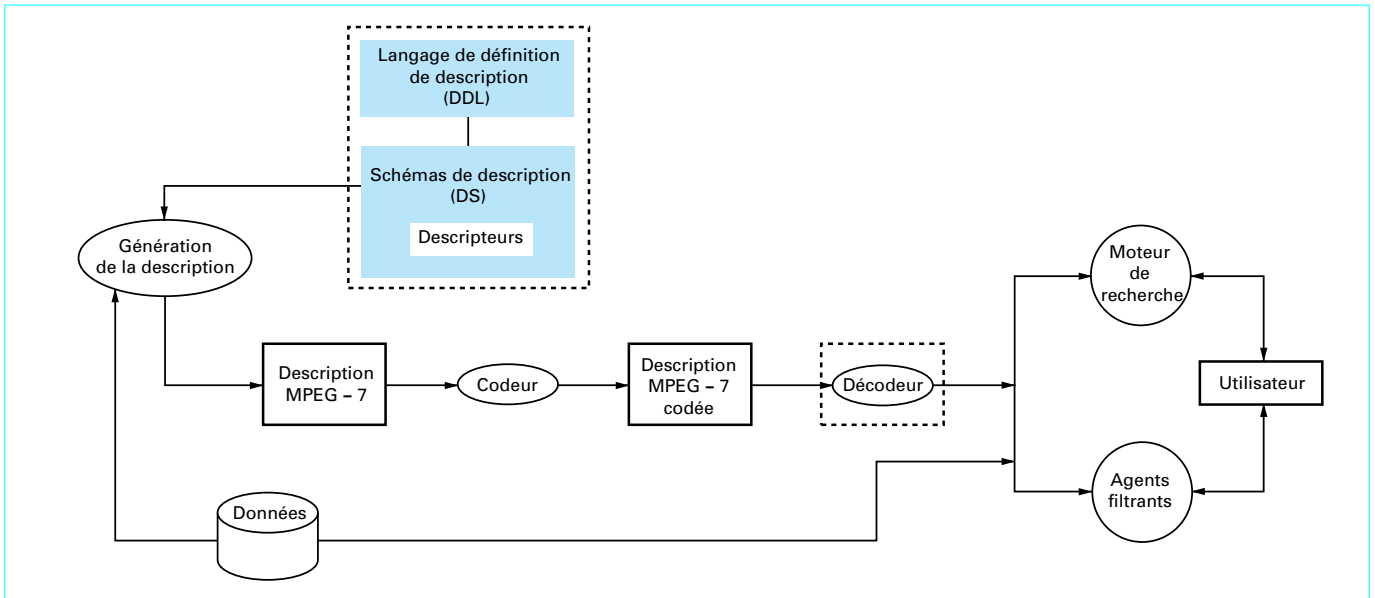 Langage de définition
de description
(DDL)
Schémas de description
(DS)
Descripteurs
Génération
de la description
Description
MPEG – 7
Codeur
Description
MPEG – 7
codée
Décodeur
Moteur
de
recherche
Utilisateur
Agents
filtrants
Données